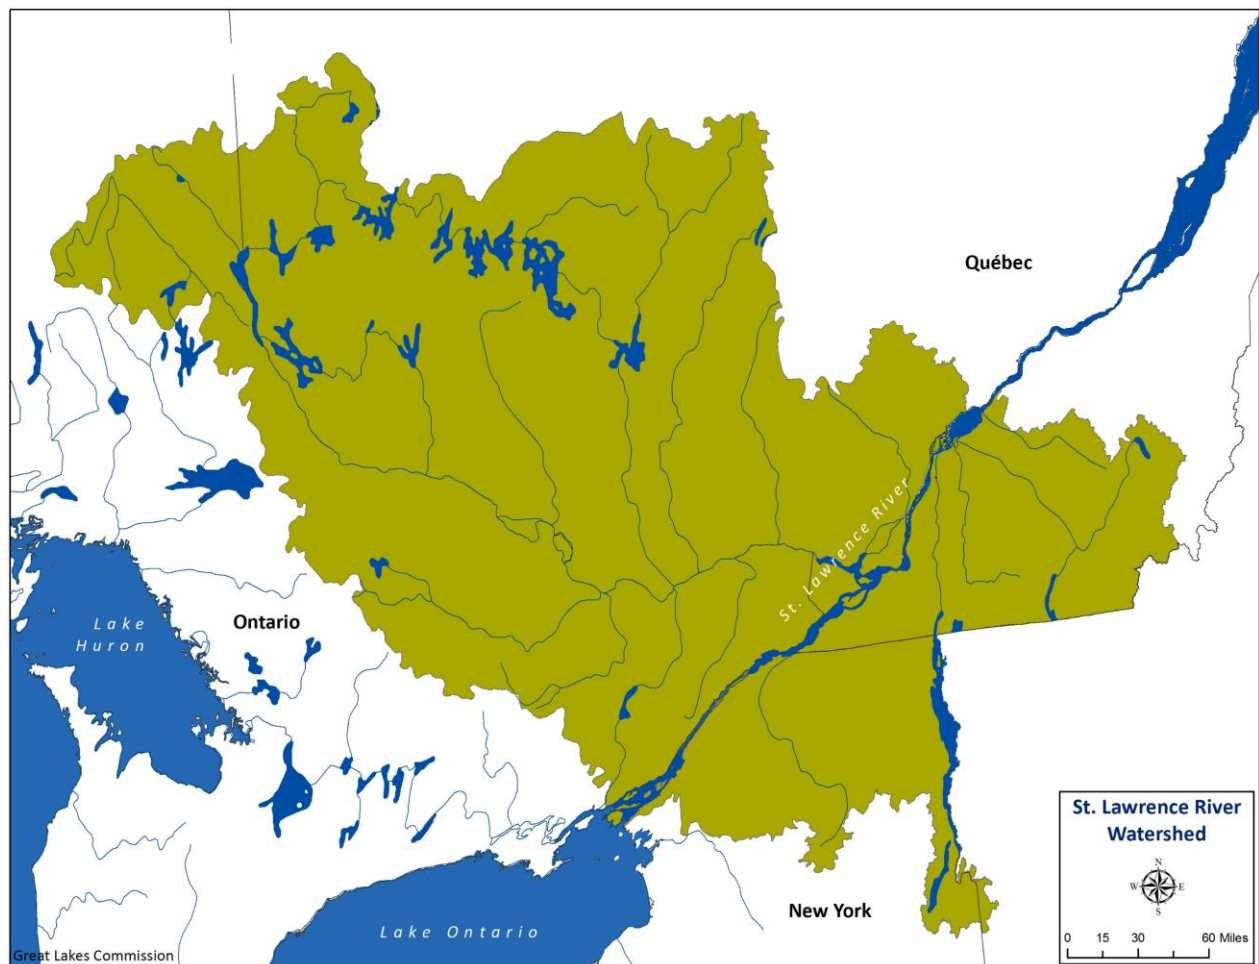 Québec
St. Lawrence River
Lake
Huron
Ontario
St. Lawrence River
Watershed
N
W E
S
0 15 30 60 Miles
New York
Lake Ontario
Great Lakes Commission